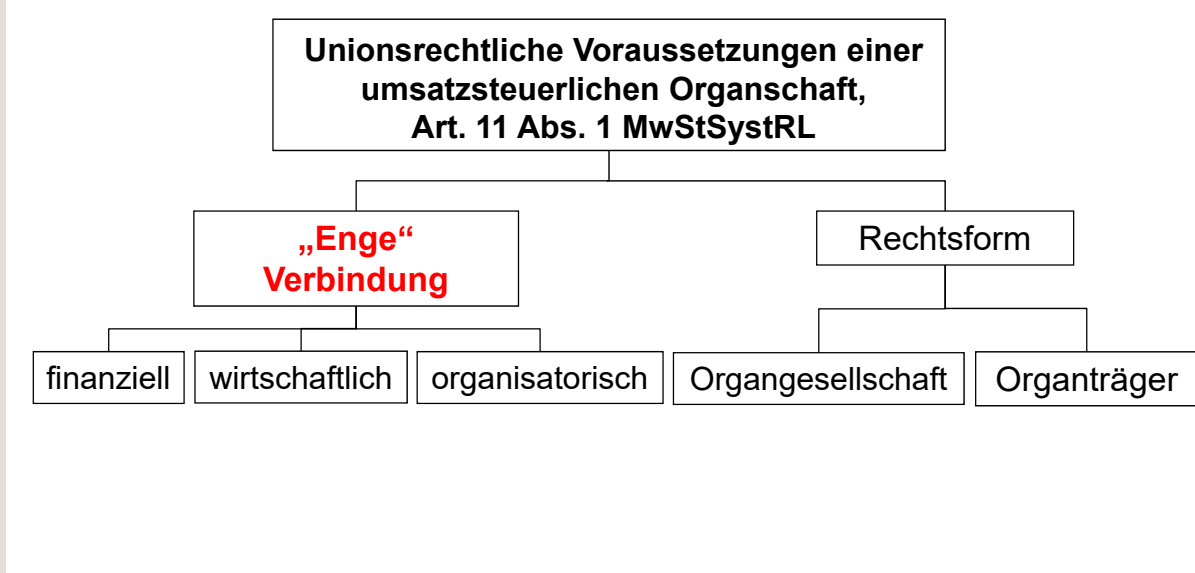 Unionsrechtliche Voraussetzungen einer
umsatzsteuerlichen Organschaft,
Art. 11 Abs. 1 MwStSystRL
„Enge“
Verbindung
Rechtsform
finanziell
wirtschaftlich
organisatorisch
Organgesellschaft
Organträger